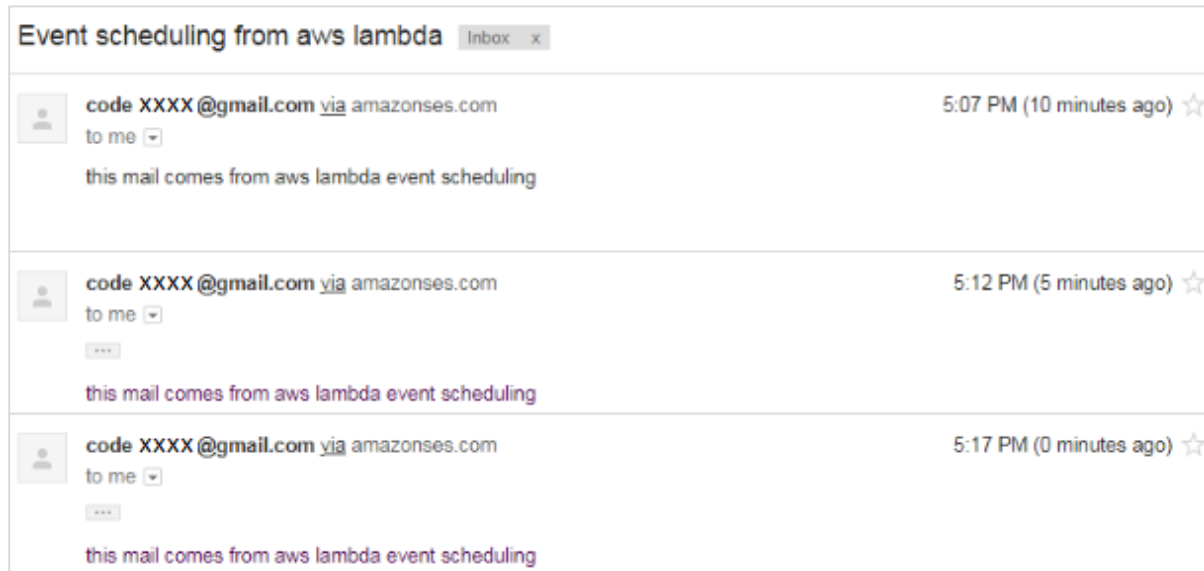 Event scheduling from aws lambda Inbox x
code XXXX@gmail.com via amazonses.com 5:07 PM (10 minutes ago)
to me
this mail comes from aws lambda event scheduling
code XXXX@gmail.com via amazonses.com 5:12 PM (5 minutes ago)
to me
...
this mail comes from aws lambda event scheduling
code XXXX@gmail.com via amazonses.com 5:17 PM (0 minutes ago)
to me
...
this mail comes from aws lambda event scheduling